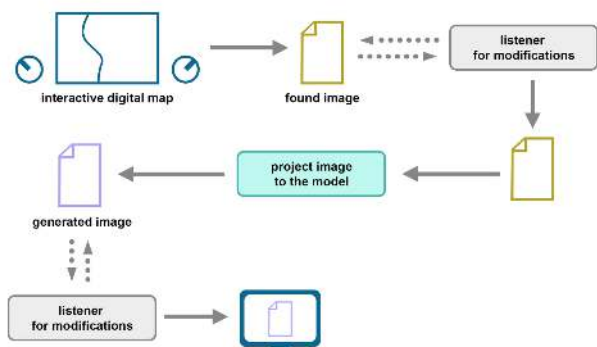 listener
for modifications
interactive digital map
found image
project image
to the model
generated image
listener
for modifications